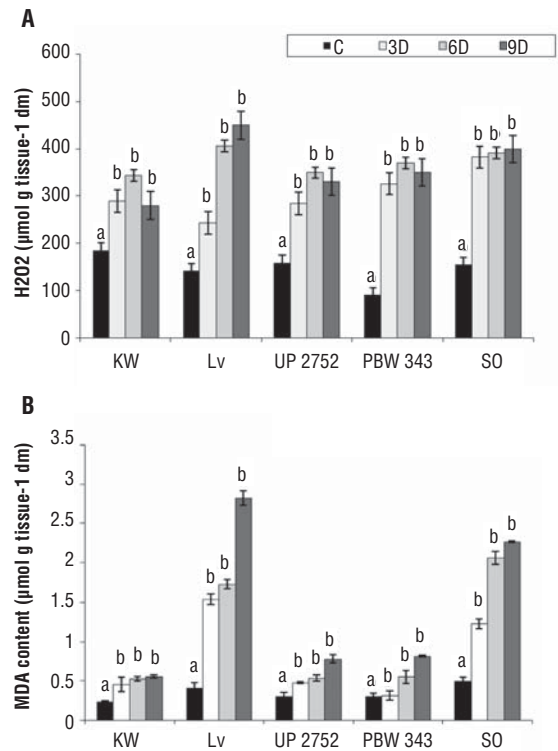 A
C 3D 6D 9D
H2O2 (µmol g tissue-1 dm)
600
500
400
300
200
100
0
a b b b a b b b a b b b a b b b a b b b
KW Lv UP 2752 PBW 343 SO
B
MDA content (µmol g tissue-1 dm)
3.5
3
2.5
2
1.5
1
0.5
0
a b b b a b b b a b b b a a b b a b b b
KW Lv UP 2752 PBW 343 SO